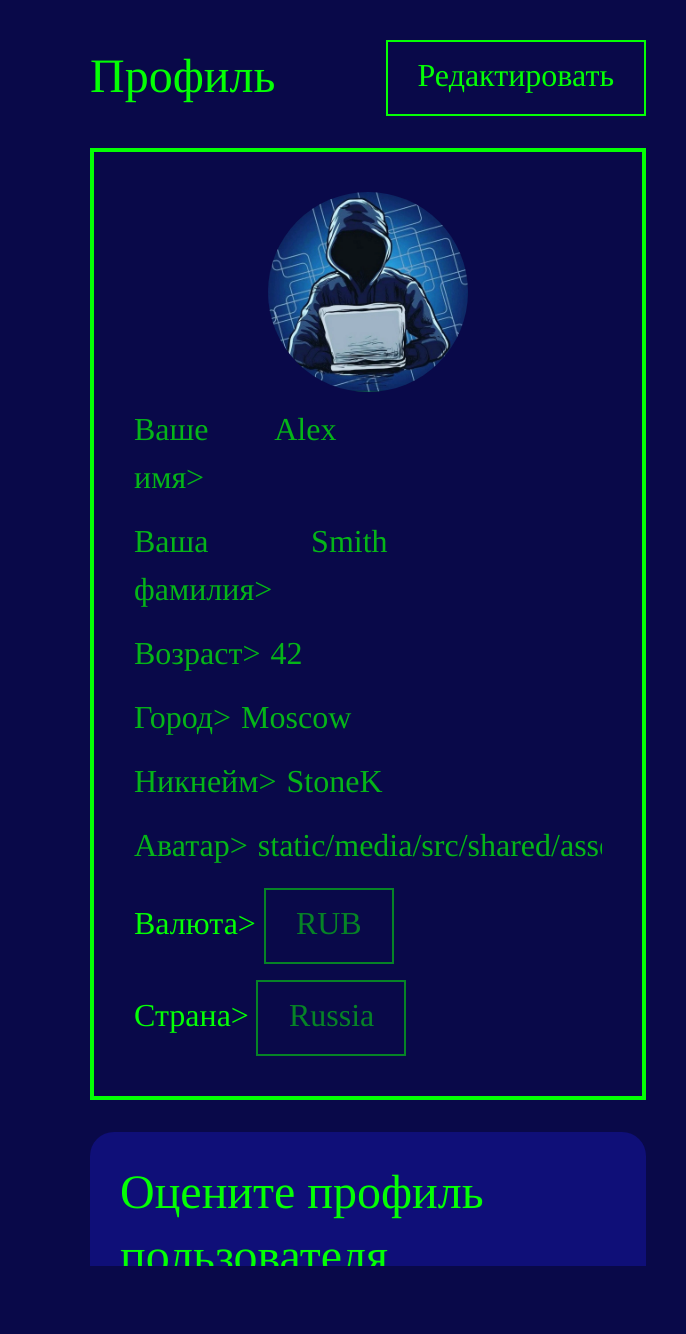 Профиль
Редактировать
Ваше Alex
имя>
Ваша Smith
фамилия>
Возраст> 42
Город> Moscow
Никнейм> StoneK
Аватар> static/media/src/shared/ass
Валюта> RUB
Страна> Russia
Оцените профиль
пользователя